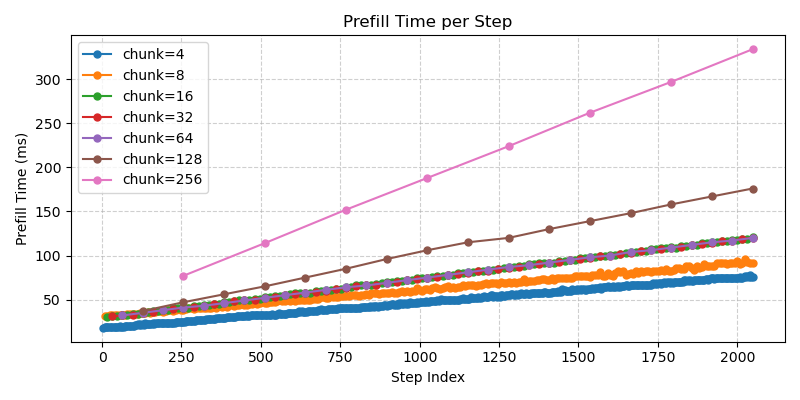 Prefill Time per Step
chunk=4
chunk=8
chunk=16
chunk=32
chunk=64
chunk=128
chunk=256
Prefill Time (ms)
300
250
200
150
100
50
0
250
500
750
1000
1250
1500
1750
2000
Step Index